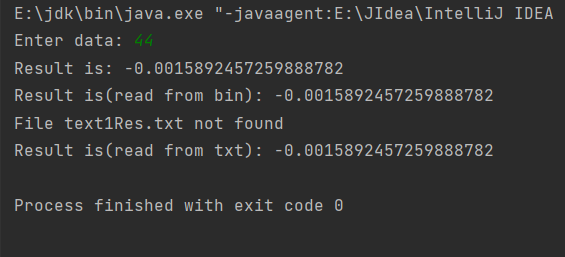 E:\jdk\bin\java.exe "-javaagent:E:\JIdea\IntelliJ IDEA
Enter data: 44
Result is: -0.0015892457259888782
Result is(read from bin): -0.0015892457259888782
File text1Res.txt not found
Result is(read from txt): -0.0015892457259888782
Process finished with exit code 0